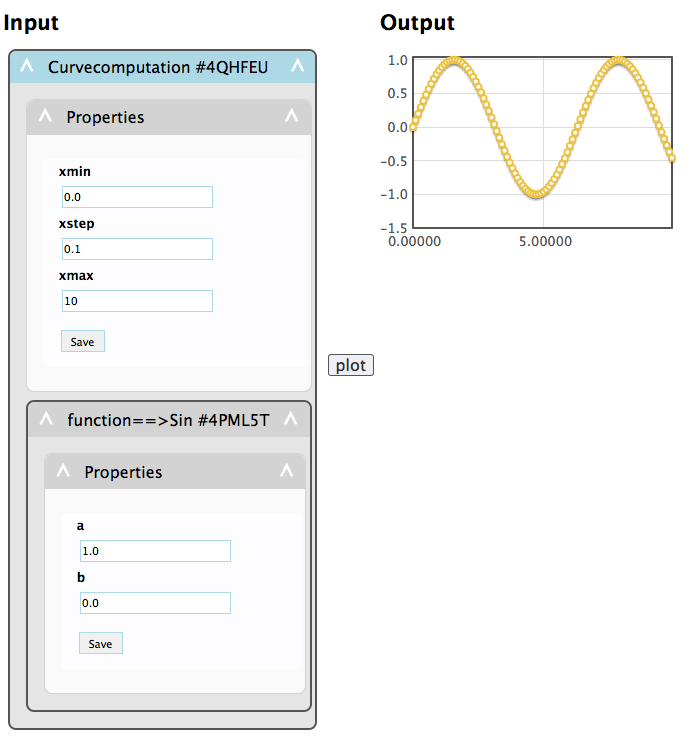 Input
Curvecomputation #4QHFEU
Properties
xmin
0.0
xstep
0.1
xmax
10
Save
function==>Sin #4PML5T
Properties
a
1.0
b
0.0
Save
plot
Output
1.0
0.5
0.0
−0.5
−1.0
−1.5
0.00000 5.00000